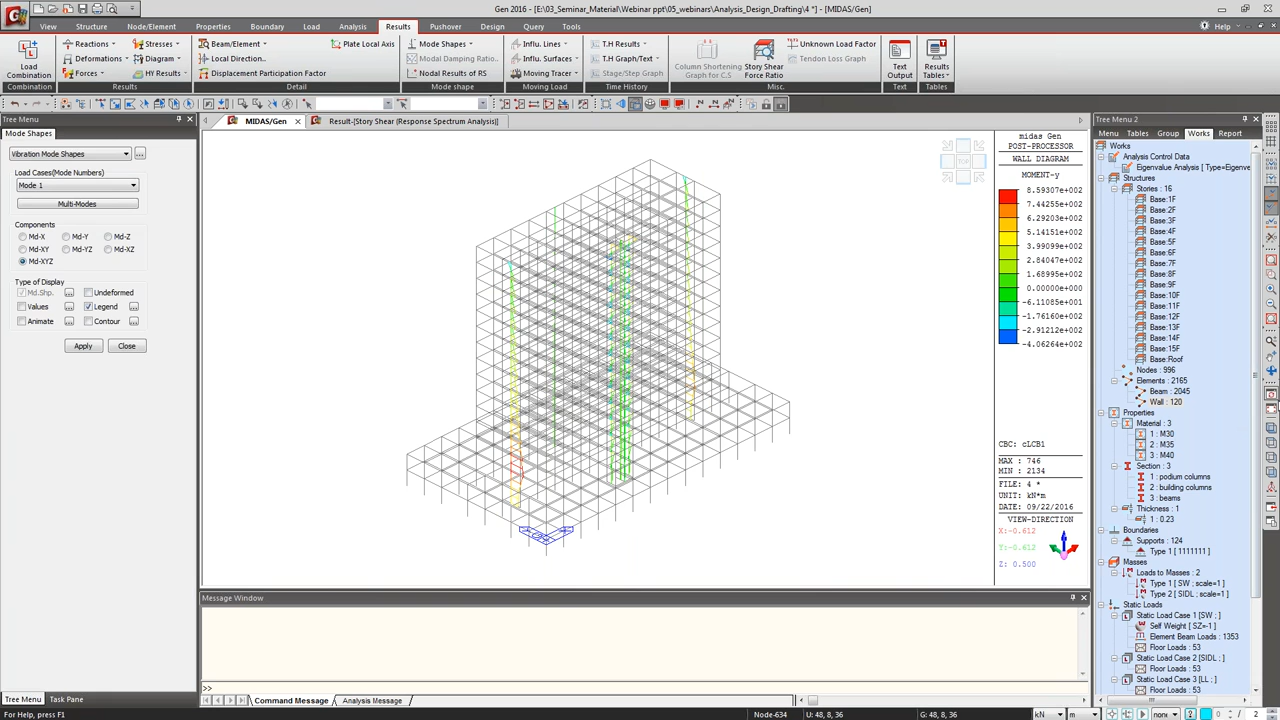 Gen 2016 - [E:\03_Seminar_Material\Webinar ppt\05_webinars\Analysis_Design_Drafting\4 *] - [MIDAS/Gen]
View Structure Node/Element Properties Boundary Load Analysis Results Pushover Design Query Tools
Help
Load Combination
Combination
Reactions
Deformations
Forces
Stresses
Diagram
HY Results
Results
Beam/Element
Local Direction..
Displacement Participation Factor
Plate Local Axis
Detail
Mode Shapes
Modal Damping Ratio..
Nodal Results of RS
Mode shape
Influ. Lines
Influ. Surfaces
Moving Tracer
Moving Load
T.H Results
T.H Graph/Text
Stage/Step Graph
Time History
Column Shortening Graph for C.S
Story Shear Force Ratio
Unknown Load Factor
Tendon Loss Graph
Misc.
Text Output
Text
Results Tables
Tables
Tree Menu
Mode Shapes
Vibration Mode Shapes
Load Cases(Mode Numbers)
Mode 1
Multi-Modes
Components
Md-X Md-Y Md-Z
Md-XY Md-YZ Md-XZ
Md-XYZ
Type of Display
Md.Shp. Undeformed
Values Legend
Animate Contour
Apply Close
Tree Menu Task Pane
MIDAS/Gen
Result-[Story Shear (Response Spectrum Analysis)]
TOP
midas Gen
POST-PROCESSOR
WALL DIAGRAM
MOMENT-y
8.59307e+002
7.44255e+002
6.29203e+002
5.14151e+002
3.99099e+002
2.84047e+002
1.68995e+002
0.00000e+000
-6.11085e+001
-1.76160e+002
-2.91212e+002
-4.06264e+002
CBC: cLCB1
MAX : 746
MIN : 2134
FILE: 4 *
UNIT: kN*m
DATE: 09/22/2016
VIEW-DIRECTION
X:-0.612
Y:-0.612
Z: 0.500
Message Window
>>
Command Message Analysis Message
Tree Menu 2
Menu Tables Group Works Report
Works
Analysis Control Data
Eigenvalue Analysis [ Type=Eigenve
Structures
Stories : 16
Base:1F
Base:2F
Base:3F
Base:4F
Base:5F
Base:6F
Base:7F
Base:8F
Base:9F
Base:10F
Base:11F
Base:12F
Base:13F
Base:14F
Base:15F
Base:Roof
Nodes : 996
Elements : 2165
Beam : 2045
Wall : 120
Properties
Material : 3
1 : M30
2 : M35
3 : M40
Section : 3
1 : podium columns
2 : building columns
3 : beams
Thickness : 1
1 : 0.23
Boundaries
Supports : 124
Type 1 [ 1111111 ]
Masses
Loads to Masses : 2
Type 1 [ SW ; scale=1 ]
Type 2 [ SIDL ; scale=1 ]
Static Loads
Static Load Case 1 [SW ; ]
Self Weight [ SZ=-1 ]
Element Beam Loads : 1353
Floor Loads : 53
Static Load Case 2 [SIDL ; ]
Floor Loads : 53
Static Load Case 3 [LL ; ]
Floor Loads : 53
For Help, press F1
Node-634
U: 48, 8, 36
G: 48, 8, 36
kN
m
none
/ 2